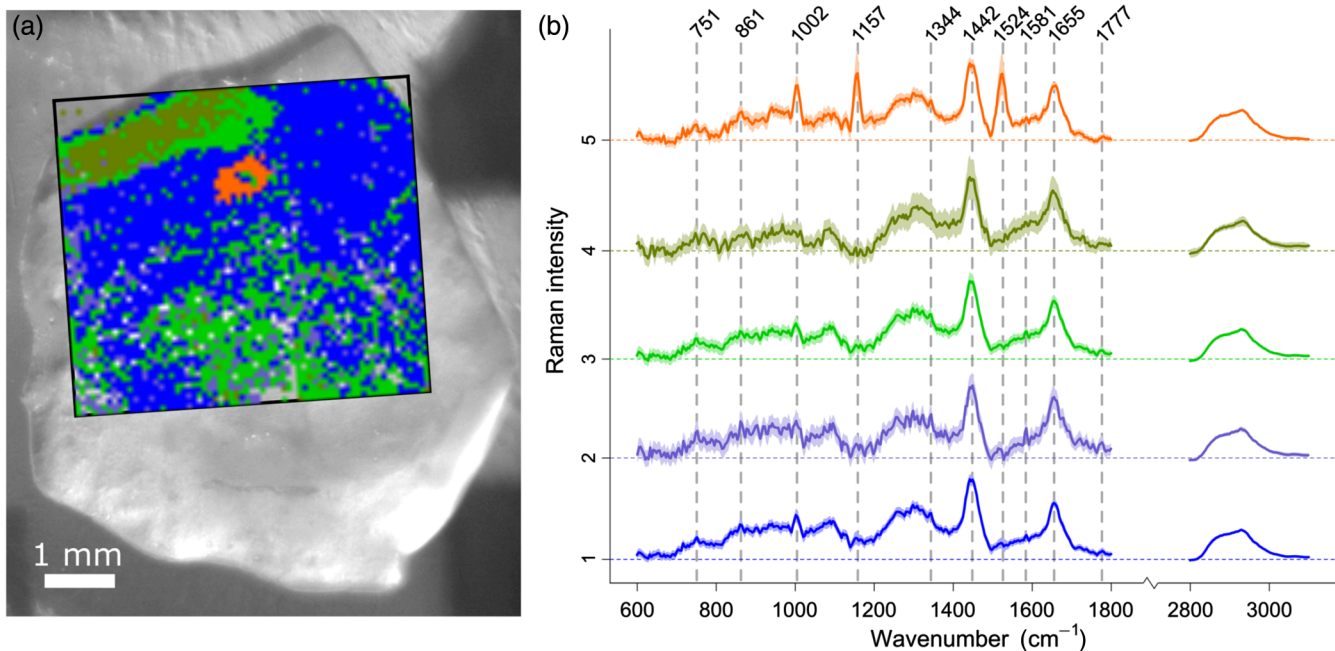 (a)
1 mm
(b)
751 861 1002 1157 1344 1442 1524 1581 1655 1777
Raman intensity
5
4
3
2
1
600 800 1000 1200 1400 1600 1800 2800 3000
Wavenumber (cm⁻¹)